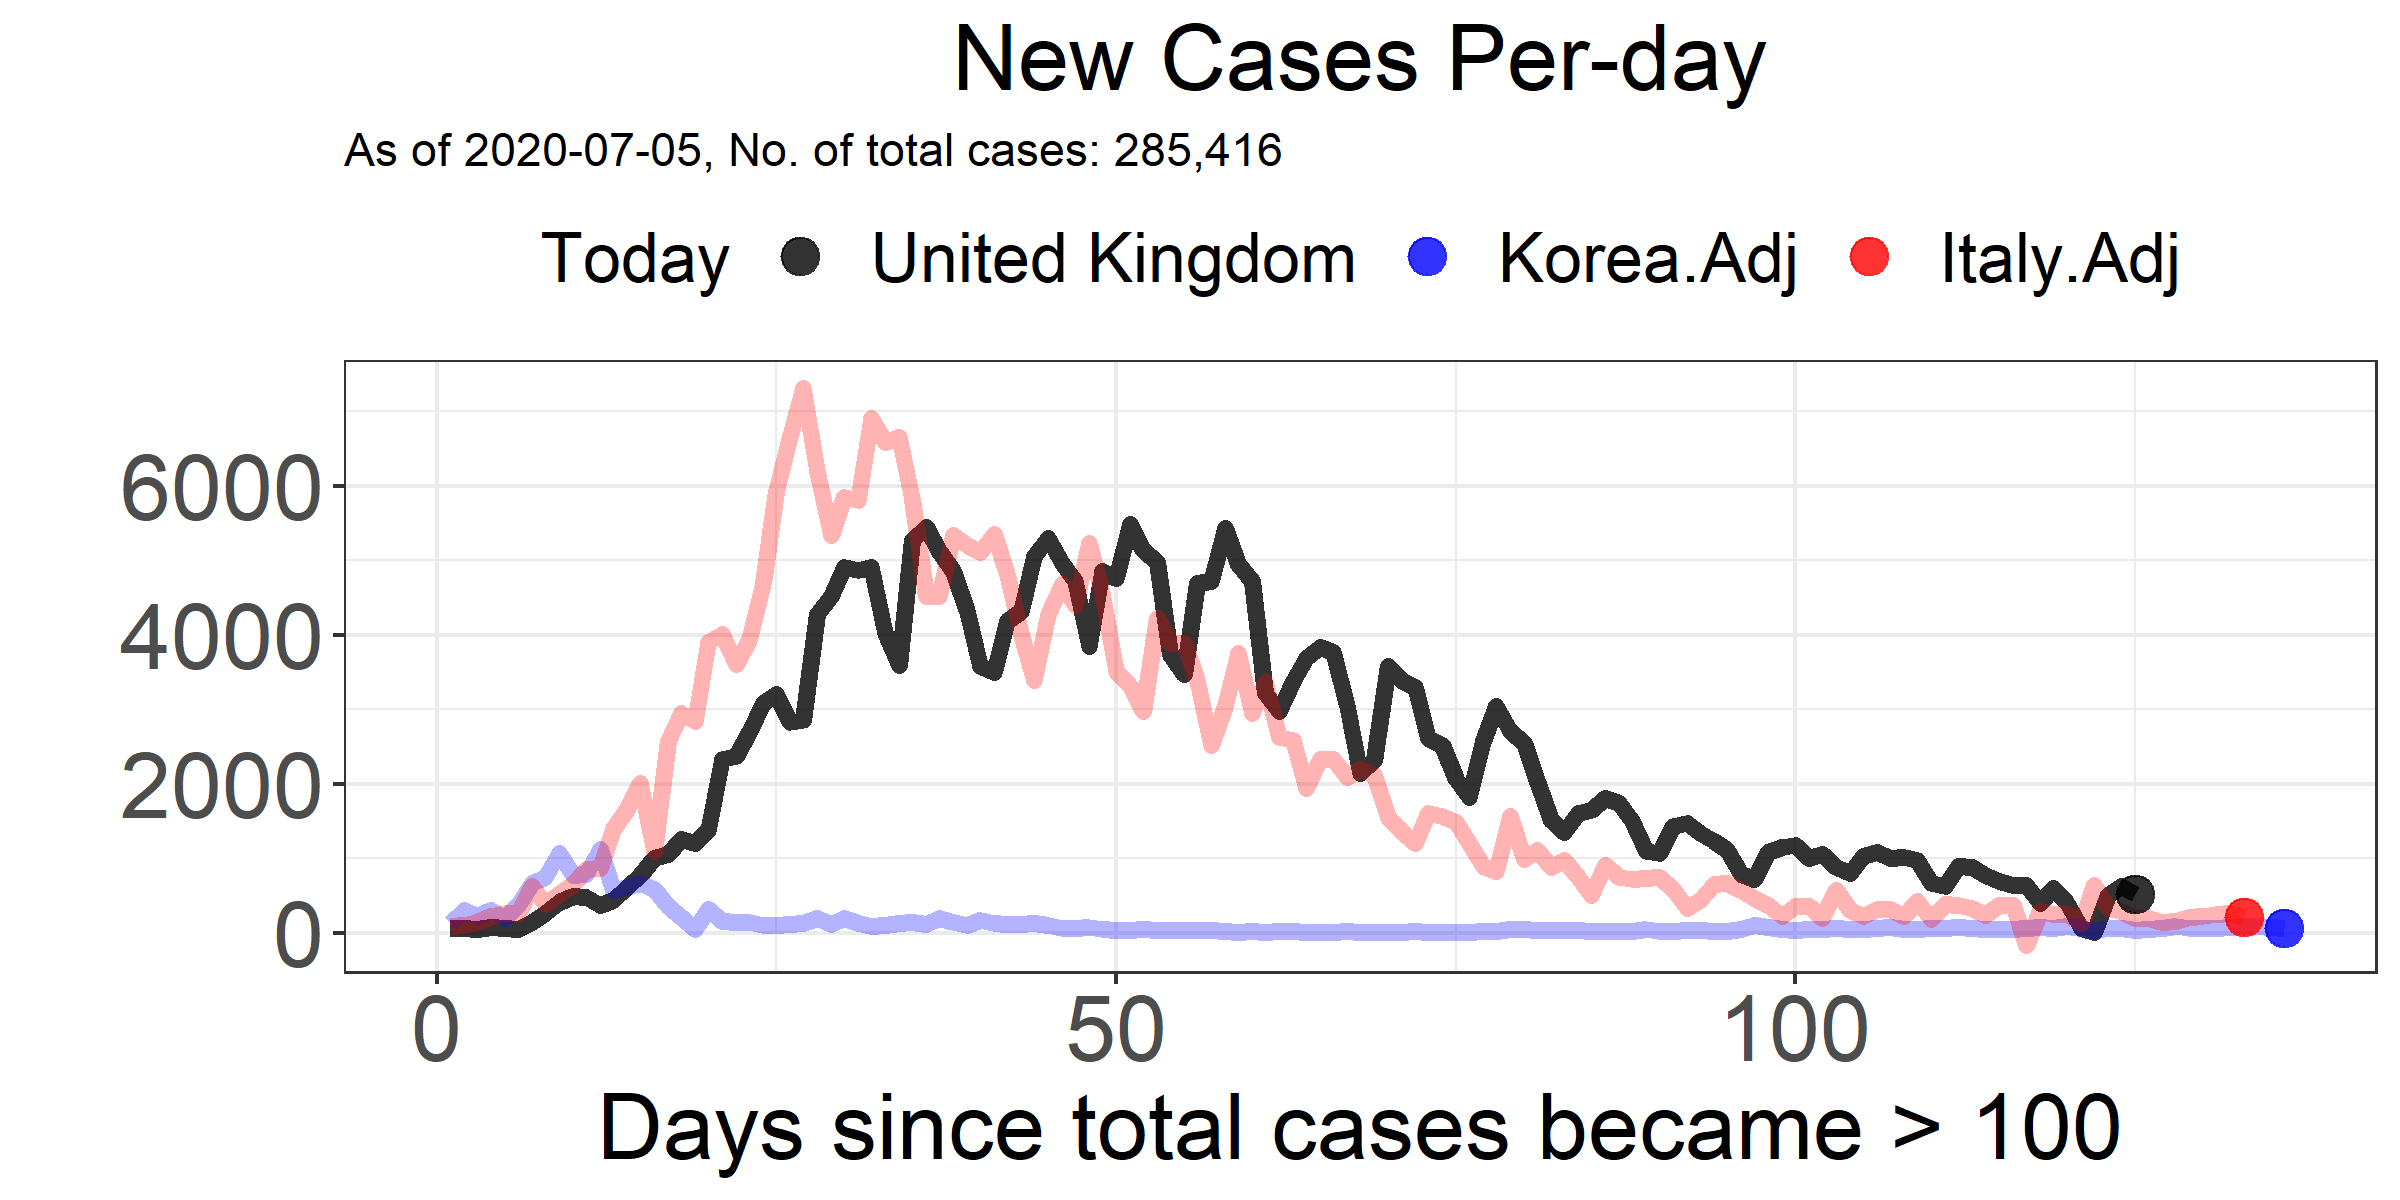 New Cases Per-day
As of 2020-07-05, No. of total cases: 285,416
Today United Kingdom Korea.Adj Italy.Adj
6000
4000
2000
0
0 50 100
Days since total cases became > 100